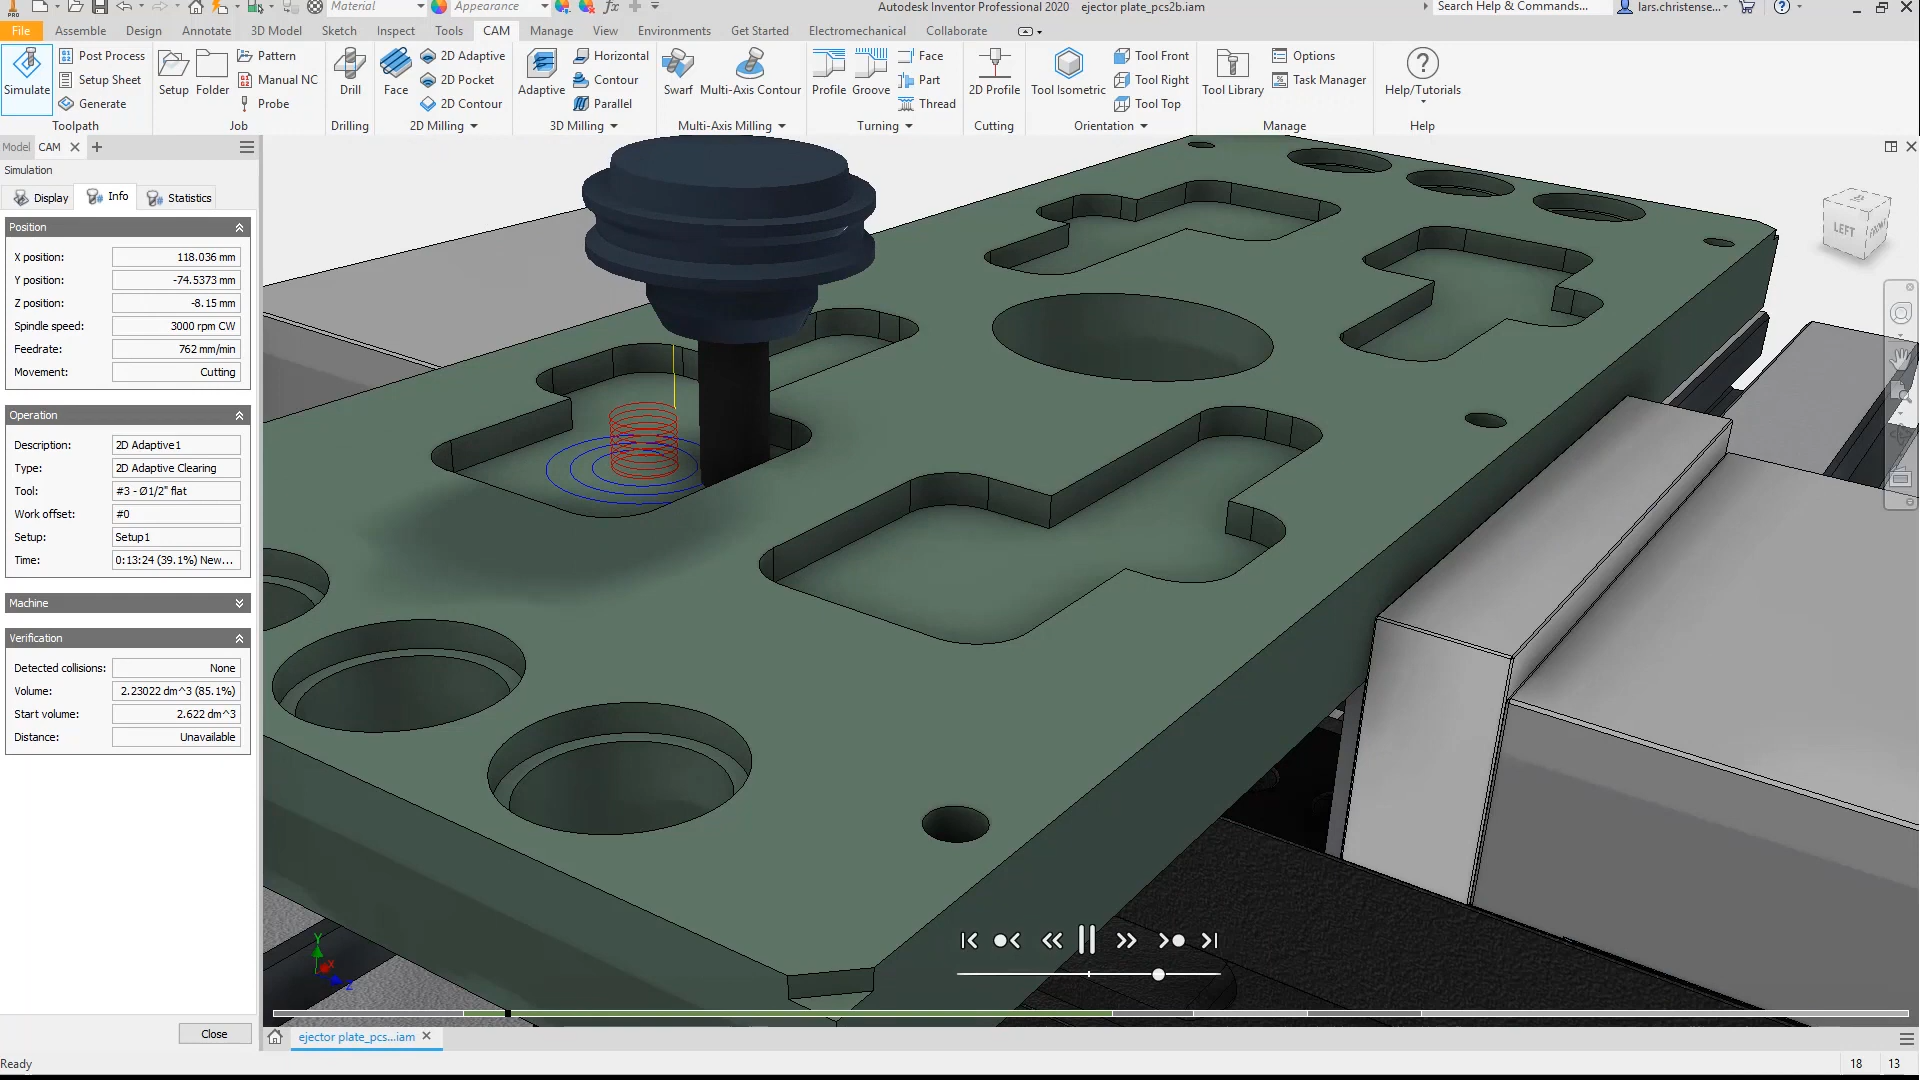 PRO
Material
Appearance
fx
Autodesk Inventor Professional 2020 ejector plate_pcs2b.iam
Search Help & Commands...
lars.christense...
File Assemble Design Annotate 3D Model Sketch Inspect Tools CAM Manage View Environments Get Started Electromechanical Collaborate
Simulate
Post Process
Setup Sheet
Generate
Toolpath
Setup
Folder
Pattern
Manual NC
Probe
Job
Drill
Drilling
Face
2D Adaptive
2D Pocket
2D Contour
2D Milling
Adaptive
Horizontal
Contour
Parallel
3D Milling
Swarf
Multi-Axis Contour
Multi-Axis Milling
Profile
Groove
Face
Part
Thread
Turning
2D Profile
Cutting
Tool Isometric
Tool Front
Tool Right
Tool Top
Orientation
Tool Library
Options
Task Manager
Manage
Help/Tutorials
Help
Model CAM
Simulation
Display Info Statistics
Position
X position: 118.036 mm
Y position: -74.5373 mm
Z position: -8.15 mm
Spindle speed: 3000 rpm CW
Feedrate: 762 mm/min
Movement: Cutting
Operation
Description: 2D Adaptive1
Type: 2D Adaptive Clearing
Tool: #3 - Ø1/2" flat
Work offset: #0
Setup: Setup1
Time: 0:13:24 (39.1%) New...
Machine
Verification
Detected collisions: None
Volume: 2.23022 dm^3 (85.1%)
Start volume: 2.622 dm^3
Distance: Unavailable
LEFT
Y
X
Z
Close
ejector plate_pcs...iam
Ready
18 13